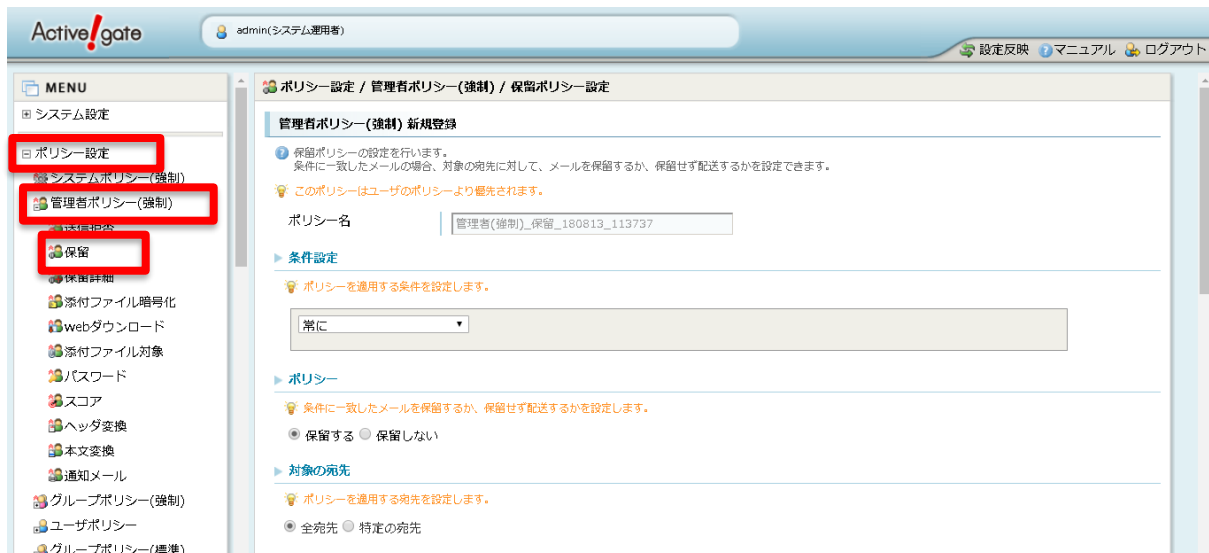 Active!gate
admin(システム運用者)
設定反映 マニュアル ログアウト
MENU
システム設定
ポリシー設定
システムポリシー(強制)
管理者ポリシー(強制)
送信拒否
保留
保留詳細
添付ファイル暗号化
webダウンロード
添付ファイル対象
パスワード
スコア
ヘッダ変換
本文変換
通知メール
グループポリシー(強制)
ユーザポリシー
グループポリシー(標準)
ポリシー設定 / 管理者ポリシー(強制) / 保留ポリシー設定
管理者ポリシー(強制) 新規登録
保留ポリシーの設定を行います。
条件に一致したメールの場合、対象の宛先に対して、メールを保留するか、保留せず配送するかを設定できます。
このポリシーはユーザのポリシーより優先されます。
ポリシー名 管理者(強制)_保留_180813_113737
条件設定
ポリシーを適用する条件を設定します。
常に
ポリシー
条件に一致したメールを保留するか、保留せず配送するかを設定します。
保留する 保留しない
対象の宛先
ポリシーを適用する宛先を設定します。
全宛先 特定の宛先